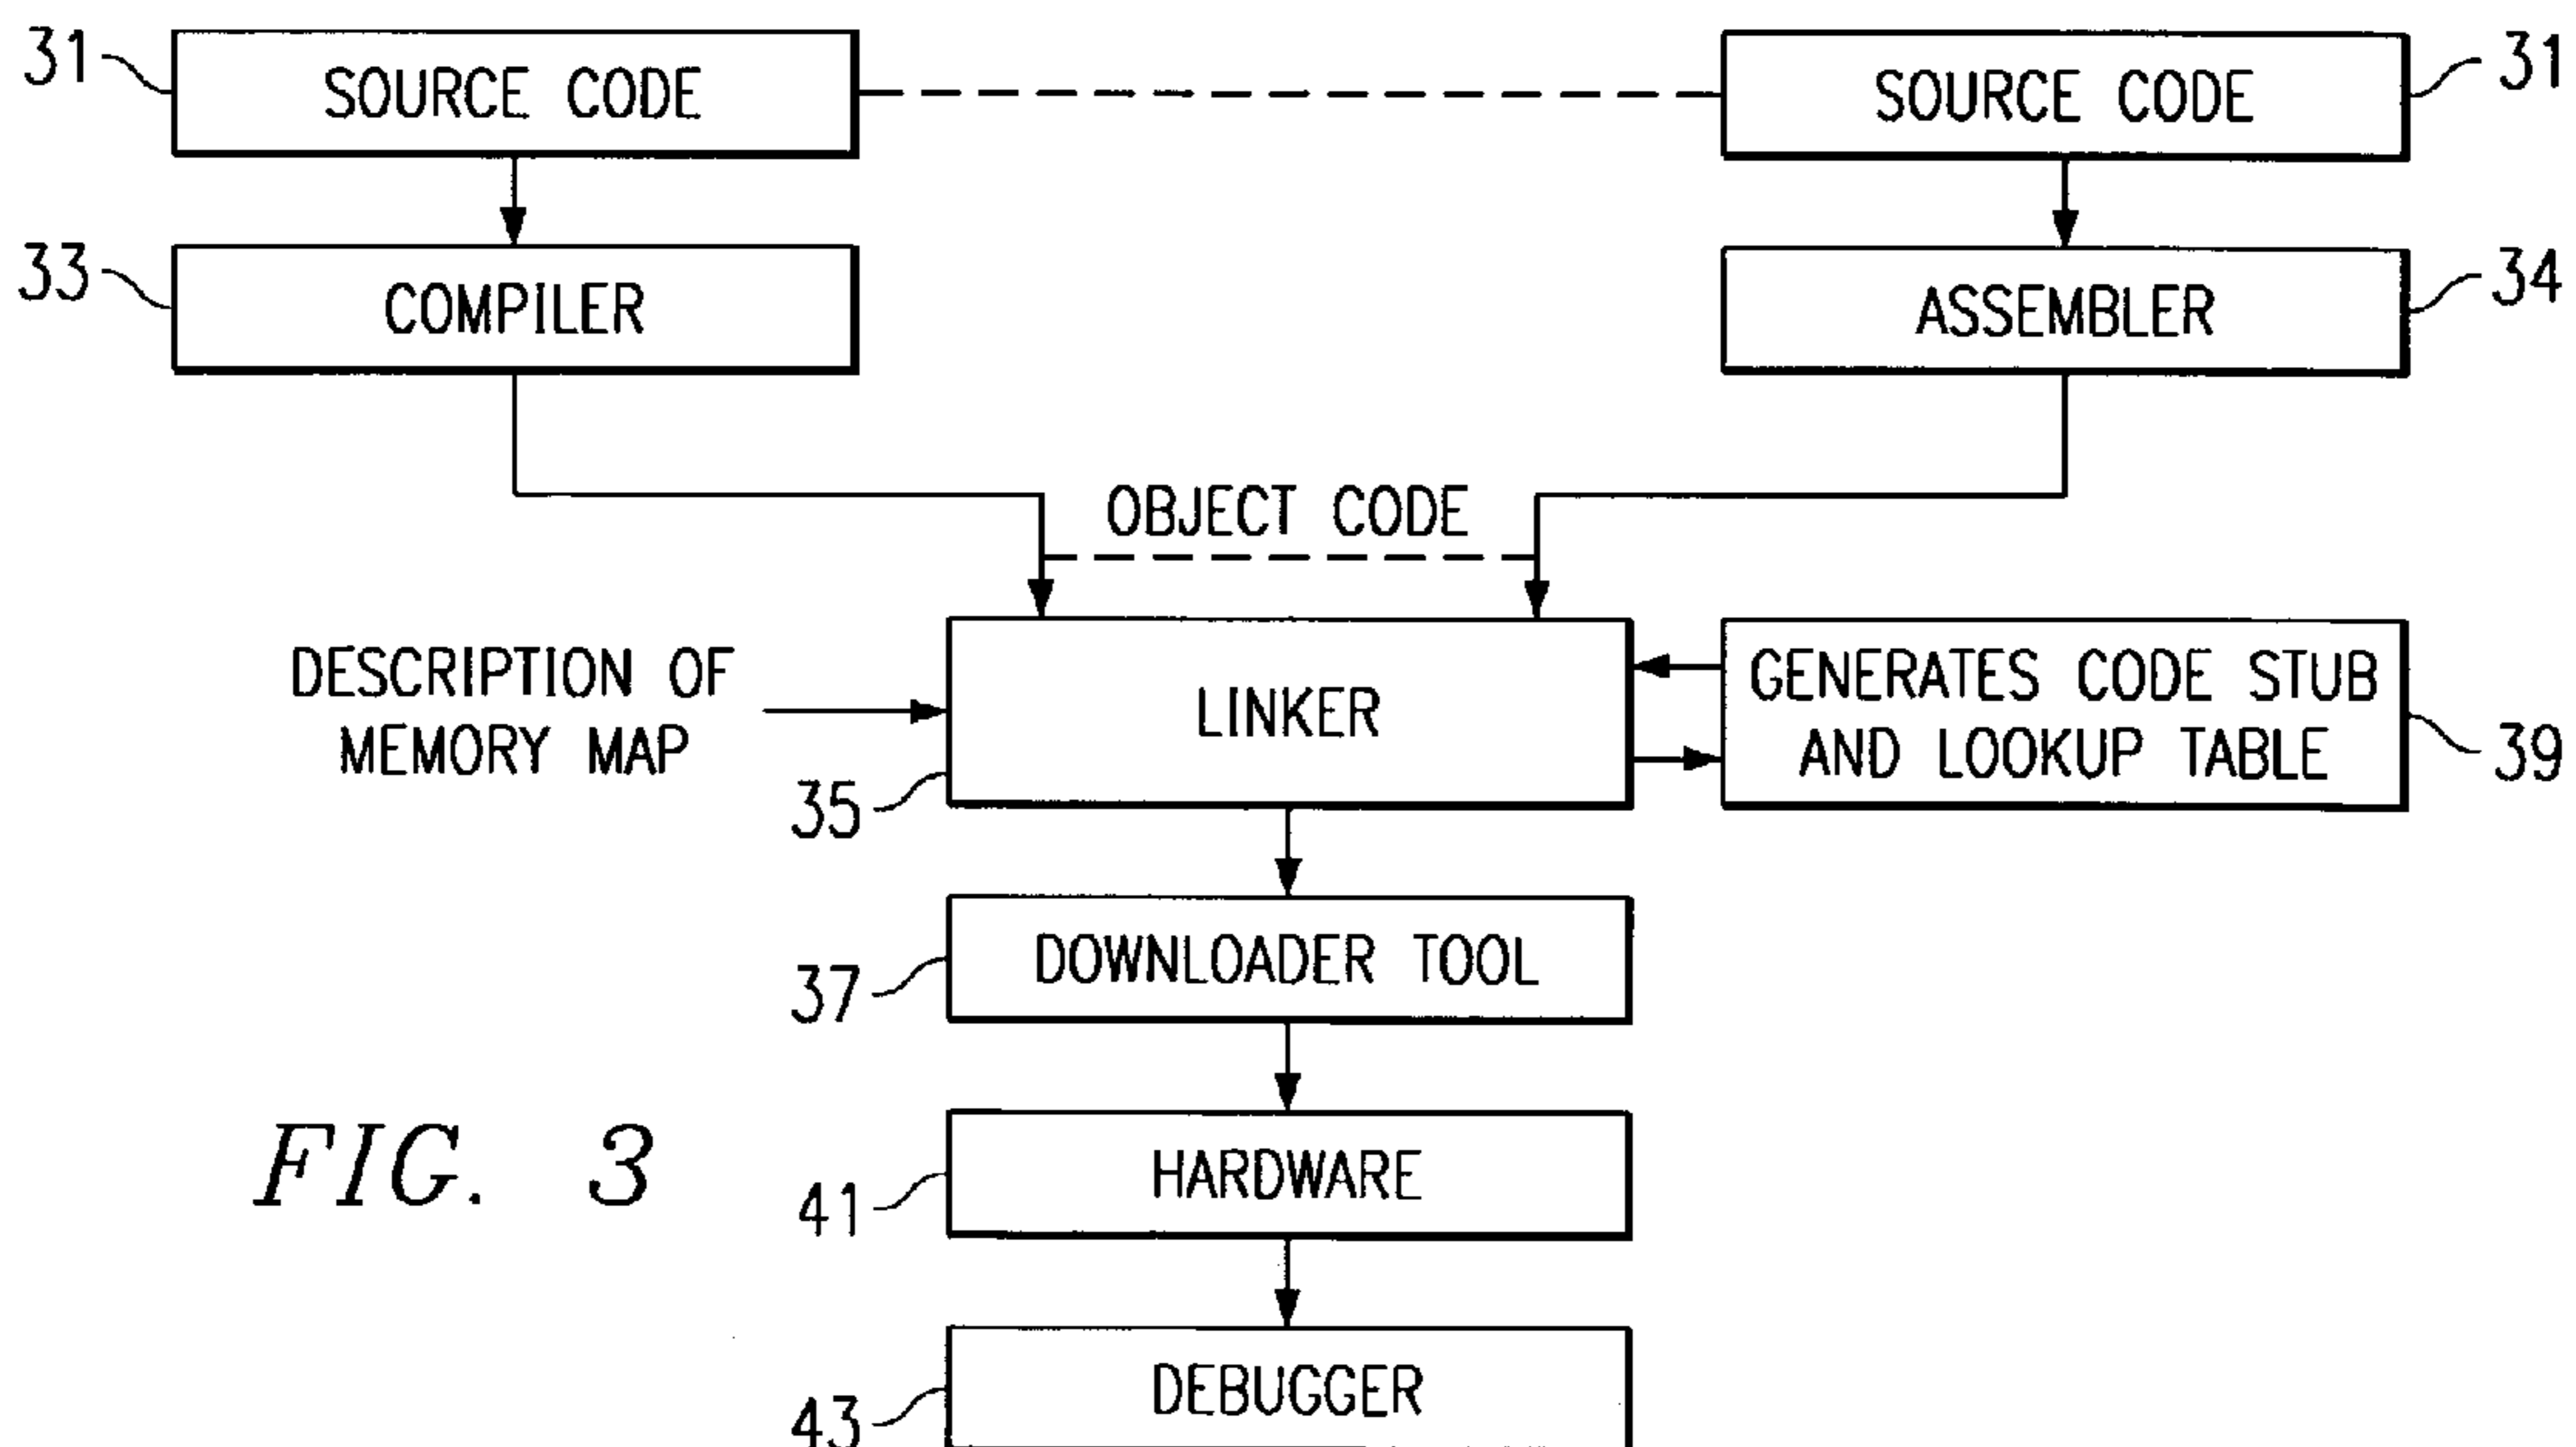 31
SOURCE CODE
SOURCE CODE
31
33
COMPILER
ASSEMBLER
34
OBJECT CODE
DESCRIPTION OF
MEMORY MAP
LINKER
35
GENERATES CODE STUB
AND LOOKUP TABLE
39
DOWNLOADER TOOL
37
FIG. 3
HARDWARE
41
DEBUGGER
43